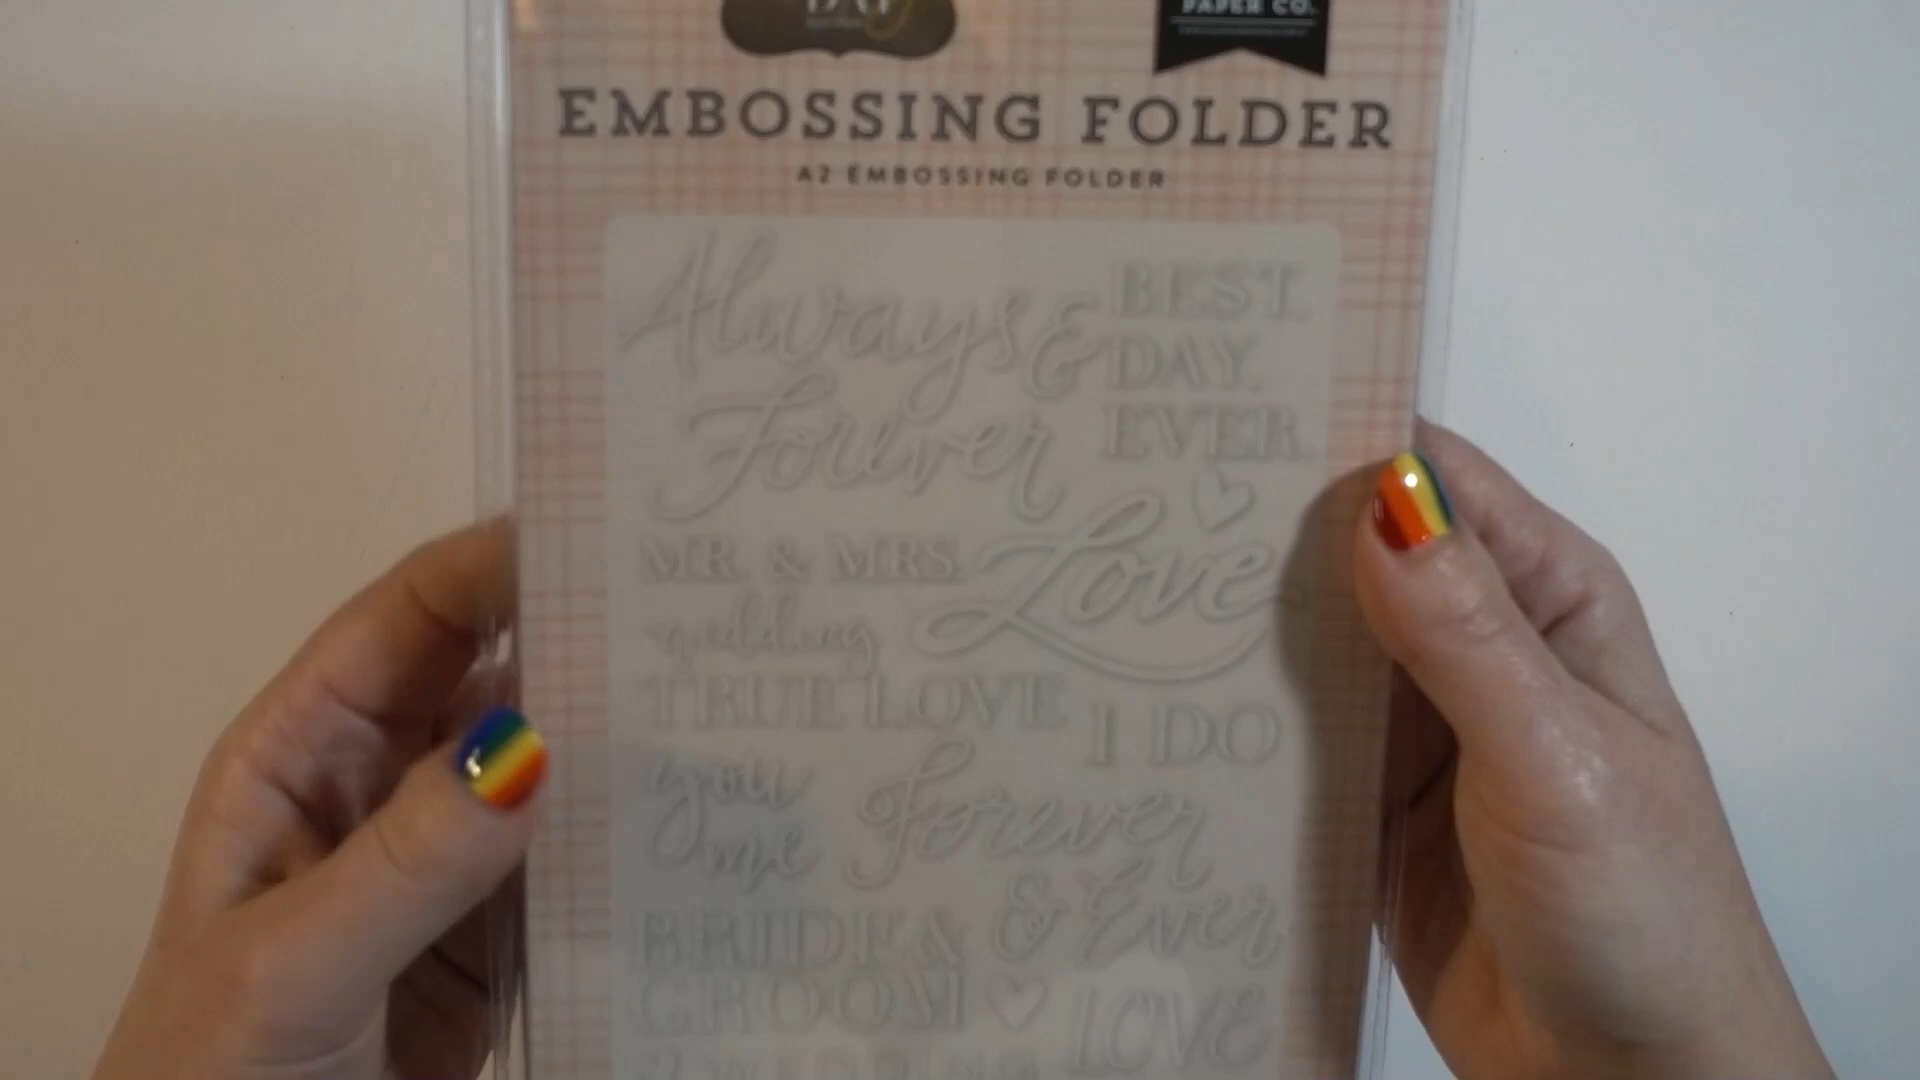 PAPER CO.
EMBOSSING FOLDER
A2 EMBOSSING FOLDER
Always &
Forever
BEST.
DAY.
EVER.
MR. & MRS.
Love
wedding
TRUE LOVE
I DO
you
me
Forever
& Ever
BRIDE &
GROOM
LOVE